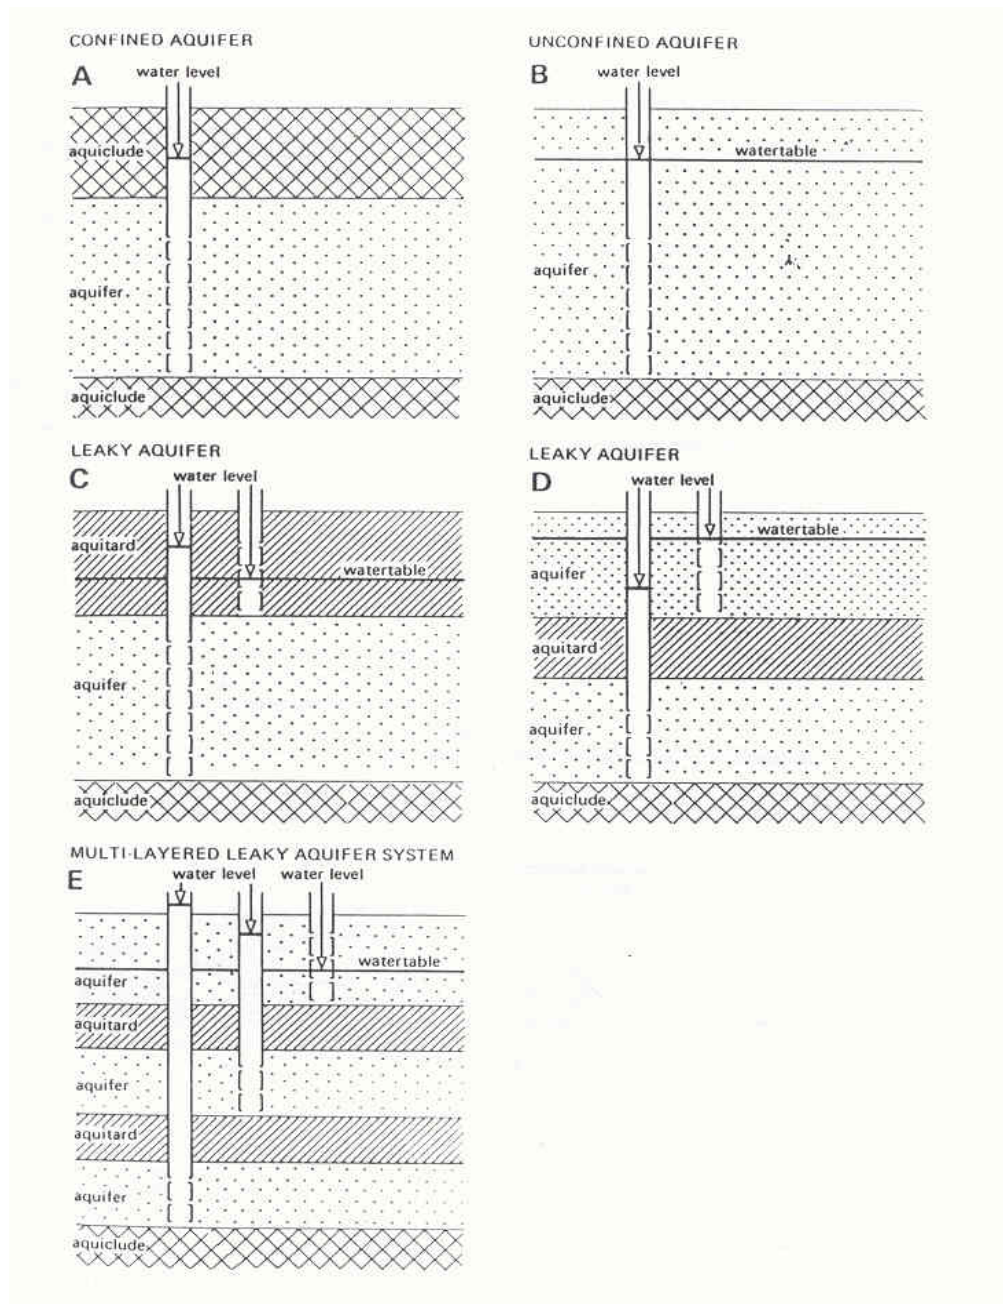 CONFINED AQUIFER
A
water level
aquiclude
aquifer
aquiclude
UNCONFINED AQUIFER
B
water level
watertable
aquifer
aquiclude
LEAKY AQUIFER
C
water level
aquitard
watertable
aquifer
aquiclude
LEAKY AQUIFER
D
water level
watertable
aquifer
aquitard
aquifer
aquiclude
MULTI-LAYERED LEAKY AQUIFER SYSTEM
E
water level water level
watertable
aquifer
aquitard
aquifer
aquitard
aquifer
aquiclude